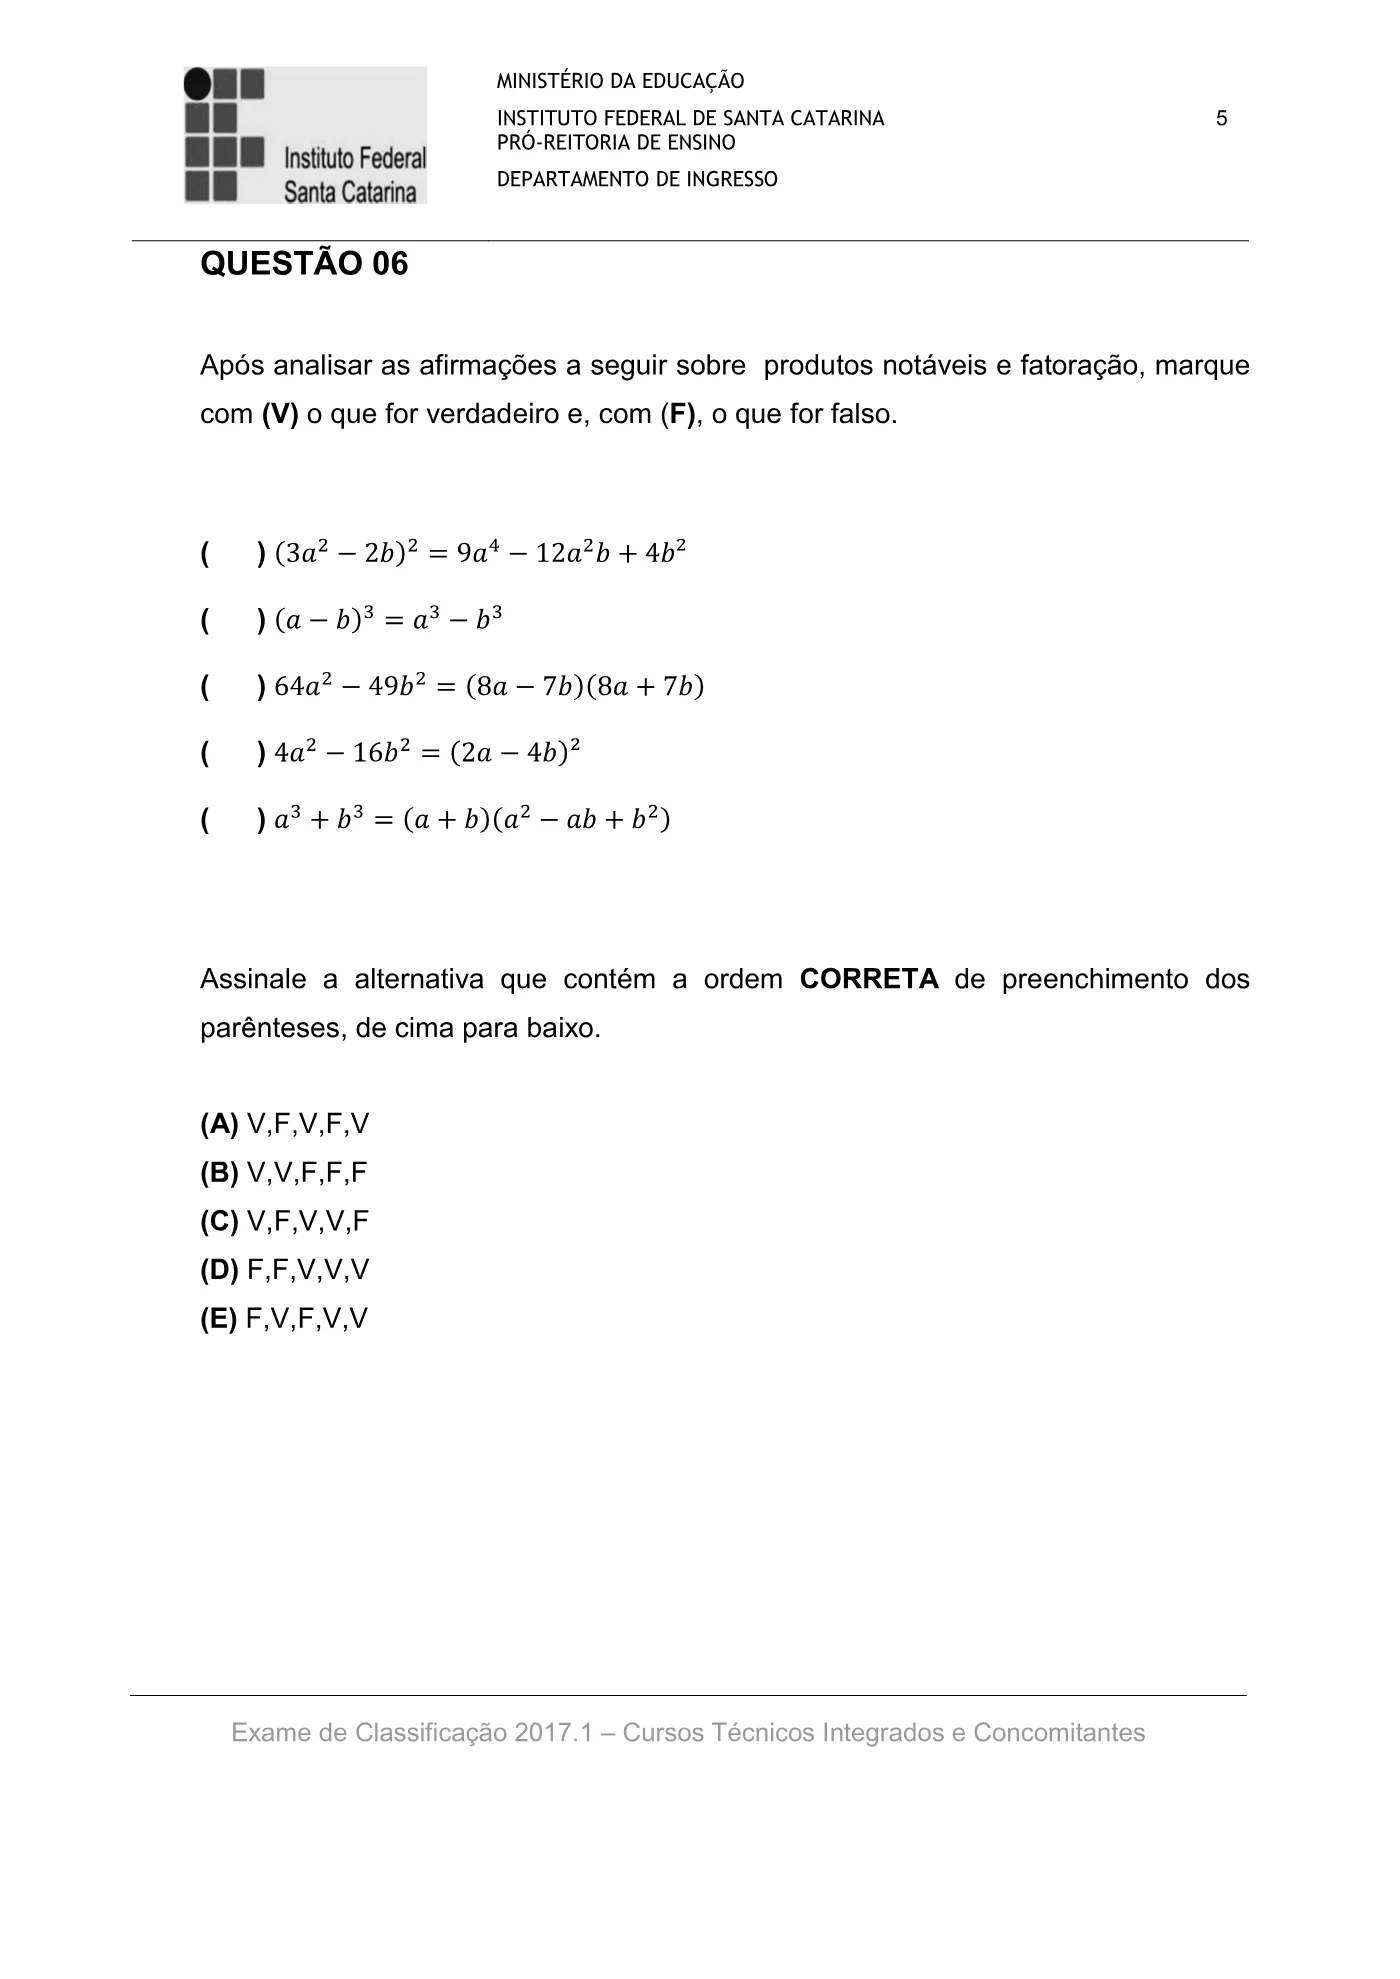 Instituto Federal
Santa Catarina
MINISTÉRIO DA EDUCAÇÃO
INSTITUTO FEDERAL DE SANTA CATARINA
PRÓ-REITORIA DE ENSINO
DEPARTAMENTO DE INGRESSO
5
QUESTÃO 06
Após analisar as afirmações a seguir sobre produtos notáveis e fatoração, marque
com (V) o que for verdadeiro e, com (F), o que for falso.
( ) (3a² − 2b)² = 9a⁴ − 12a²b + 4b²
( ) (a − b)³ = a³ − b³
( ) 64a² − 49b² = (8a − 7b)(8a + 7b)
( ) 4a² − 16b² = (2a − 4b)²
( ) a³ + b³ = (a + b)(a² − ab + b²)
Assinale a alternativa que contém a ordem CORRETA de preenchimento dos
parênteses, de cima para baixo.
(A) V,F,V,F,V
(B) V,V,F,F,F
(C) V,F,V,V,F
(D) F,F,V,V,V
(E) F,V,F,V,V
Exame de Classificação 2017.1 – Cursos Técnicos Integrados e Concomitantes